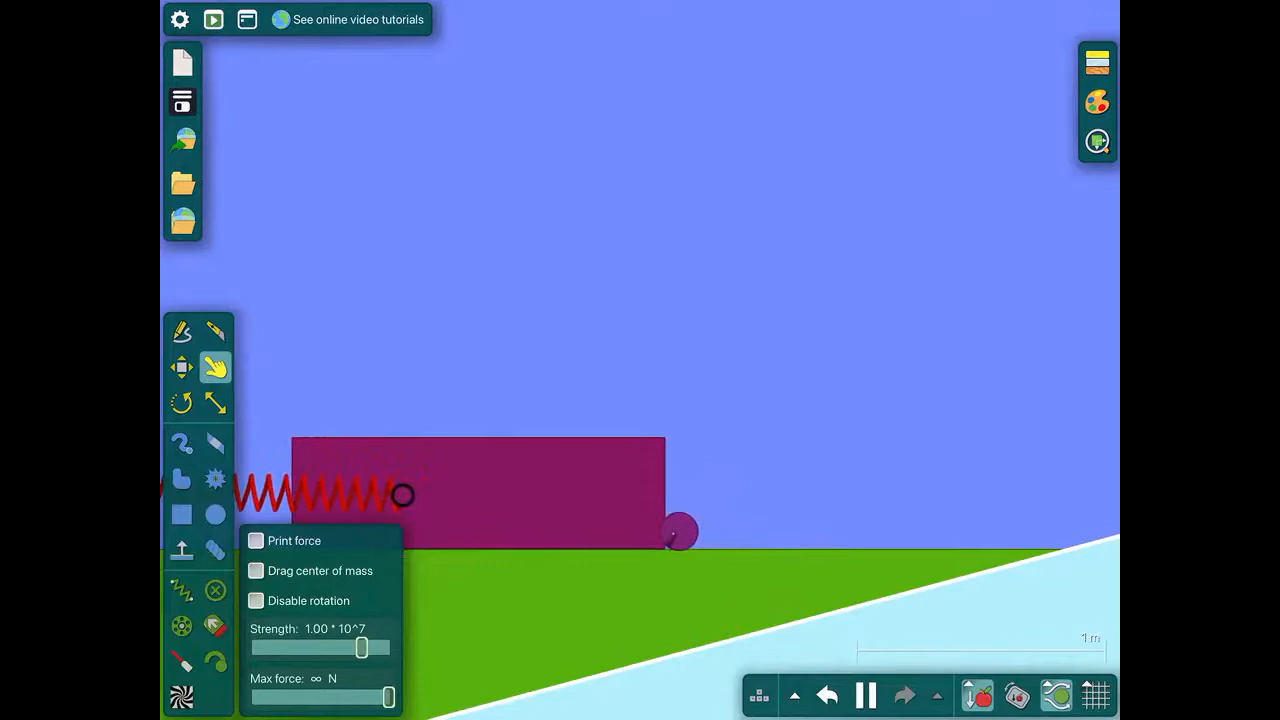 See online video tutorials
Print force
Drag center of mass
Disable rotation
Strength: 1.00 * 10^7
Max force: ∞ N
1 m